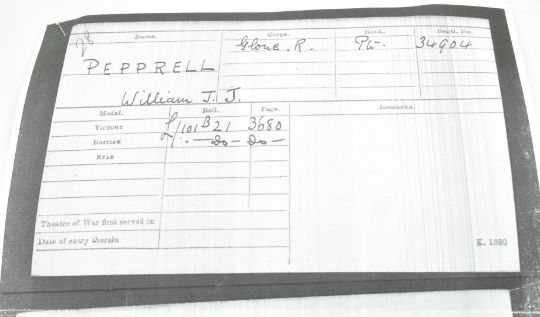 Name. Corps. Rank. Regtl. No.
PEPPRELL Glouc. R. Pte. 34904
William J. J.
Medal. Roll. Page. Remarks.
VICTORY L/101 B21 3680
BRITISH - do - do -
STAR
Theatre of War first served in
Date of entry therein
K. 1380